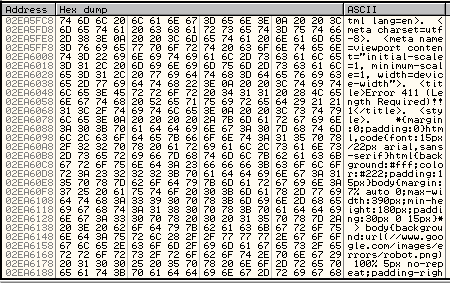 Address Hex dump ASCII
02EA5FC8 74 6D 6C 20 6C 61 6E 67 3D 65 6E 3E 0A 20 20 3C tml lang=en>.  <
02EA5FD8 6D 65 74 61 20 63 68 61 72 73 65 74 3D 75 74 66 meta charset=utf
02EA5FE8 2D 38 3E 0A 20 20 3C 6D 65 74 61 20 6E 61 6D 65 -8>.  <meta name
02EA5FF8 3D 76 69 65 77 70 6F 72 74 20 63 6F 6E 74 65 6E =viewport conten
02EA6008 74 3D 22 69 6E 69 74 69 61 6C 2D 73 63 61 6C 65 t="initial-scale
02EA6018 3D 31 2C 20 6D 69 6E 69 6D 75 6D 2D 73 63 61 6C =1, minimum-scal
02EA6028 65 3D 31 2C 20 77 69 64 74 68 3D 64 65 76 69 63 e=1, width=devic
02EA6038 65 2D 77 69 64 74 68 22 3E 0A 20 20 3C 74 69 74 e-width">.  <tit
02EA6048 6C 65 3E 45 72 72 6F 72 20 34 31 31 20 28 4C 65 le>Error 411 (Le
02EA6058 6E 67 74 68 20 52 65 71 75 69 72 65 64 29 21 21 ngth Required)!!
02EA6068 31 3C 2F 74 69 74 6C 65 3E 0A 20 20 3C 73 74 79 1</title>.  <sty
02EA6078 6C 65 3E 0A 20 20 20 20 2A 7B 6D 61 72 67 69 6E le>.    *{margin
02EA6088 3A 30 3B 70 61 64 64 69 6E 67 3A 30 7D 68 74 6D :0;padding:0}htm
02EA6098 6C 2C 63 6F 64 65 7B 66 6F 6E 74 3A 31 35 70 78 l,code{font:15px
02EA60A8 2F 32 32 70 78 20 61 72 69 61 6C 2C 73 61 6E 73 /22px arial,sans
02EA60B8 2D 73 65 72 69 66 7D 68 74 6D 6C 7B 62 61 63 6B -serif}html{back
02EA60C8 67 72 6F 75 6E 64 3A 23 66 66 66 3B 63 6F 6C 6F ground:#fff;colo
02EA60D8 72 3A 23 32 32 32 3B 70 61 64 64 69 6E 67 3A 31 r:#222;padding:1
02EA60E8 35 70 78 7D 62 6F 64 79 7B 6D 61 72 67 69 6E 3A 5px}body{margin:
02EA60F8 37 25 20 61 75 74 6F 20 30 3B 6D 61 78 2D 77 69 7% auto 0;max-wi
02EA6108 64 74 68 3A 33 39 30 70 78 3B 6D 69 6E 2D 68 65 dth:390px;min-he
02EA6118 69 67 68 74 3A 31 38 30 70 78 3B 70 61 64 64 69 ight:180px;paddi
02EA6128 6E 67 3A 33 30 70 78 20 30 20 31 35 70 78 7D 2A ng:30px 0 15px}*
02EA6138 20 3E 20 62 6F 64 79 7B 62 61 63 6B 67 72 6F 75  > body{backgrou
02EA6148 6E 64 3A 75 72 6C 28 2F 2F 77 77 77 2E 67 6F 6F nd:url(//www.goo
02EA6158 67 6C 65 2E 63 6F 6D 2F 69 6D 61 67 65 73 2F 65 gle.com/images/e
02EA6168 72 72 6F 72 73 2F 72 6F 62 6F 74 2E 70 6E 67 29 rrors/robot.png)
02EA6178 20 31 30 30 25 20 35 70 78 20 6E 6F 2D 72 65 70  100% 5px no-rep
02EA6188 65 61 74 3B 70 61 64 64 69 6E 67 2D 72 69 67 68 eat;padding-righ